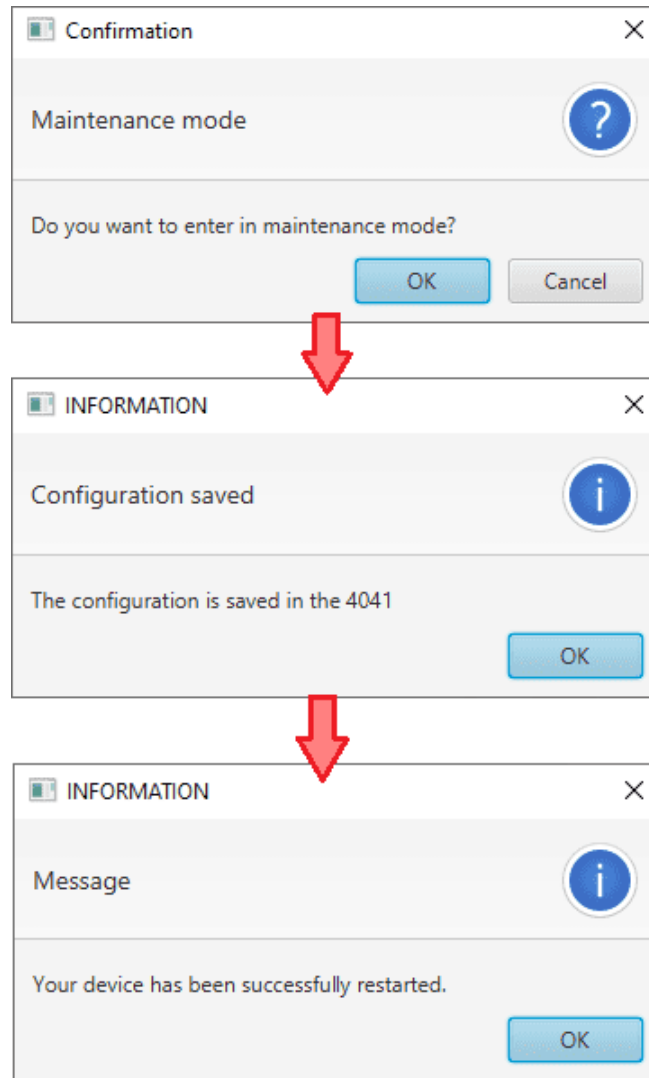 Confirmation
Maintenance mode
?
Do you want to enter in maintenance mode?
OK
Cancel
INFORMATION
Configuration saved
i
The configuration is saved in the 4041
OK
INFORMATION
Message
i
Your device has been successfully restarted.
OK